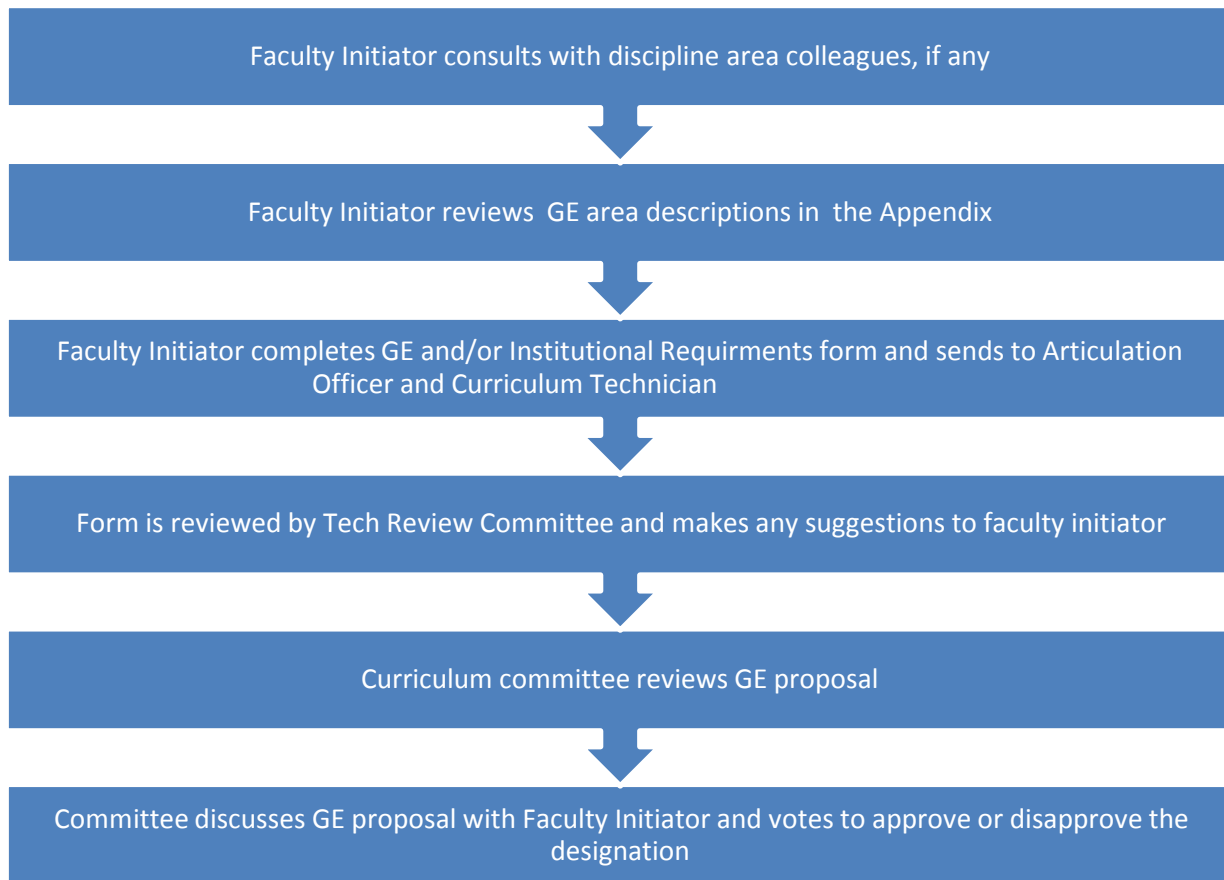 Faculty Initiator consults with discipline area colleagues, if any
Faculty Initiator reviews  GE area descriptions in  the Appendix
Faculty Initiator completes GE and/or Institutional Requirments form and sends to Articulation
Officer and Curriculum Technician
Form is reviewed by Tech Review Committee and makes any suggestions to faculty initiator
Curriculum committee reviews GE proposal
Committee discusses GE proposal with Faculty Initiator and votes to approve or disapprove the
designation